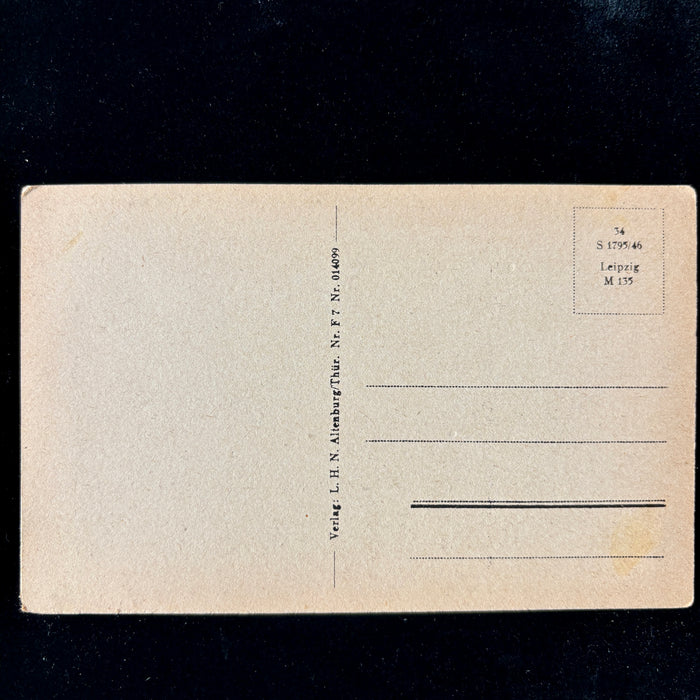 Verlag: L. H. N. Altenburg/Thür. Nr. F 7 Nr. 014099
34
S 1795/46
Leipzig
M 135